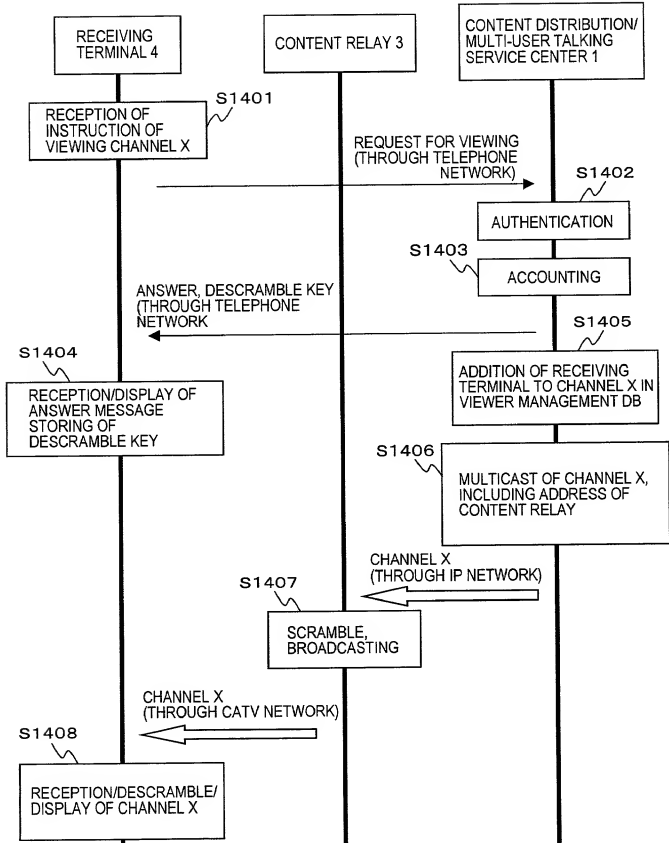 RECEIVING
TERMINAL 4
CONTENT RELAY 3
CONTENT DISTRIBUTION/
MULTI-USER TALKING
SERVICE CENTER 1
S1401
RECEPTION OF
INSTRUCTION OF
VIEWING CHANNEL X
REQUEST FOR VIEWING
(THROUGH TELEPHONE
NETWORK)
S1402
AUTHENTICATION
S1403
ACCOUNTING
ANSWER, DESCRAMBLE KEY
(THROUGH TELEPHONE
NETWORK
S1404
RECEPTION/DISPLAY OF
ANSWER MESSAGE
STORING OF
DESCRAMBLE KEY
S1405
ADDITION OF RECEIVING
TERMINAL TO CHANNEL X IN
VIEWER MANAGEMENT DB
S1406
MULTICAST OF CHANNEL X,
INCLUDING ADDRESS OF
CONTENT RELAY
CHANNEL X
(THROUGH IP NETWORK)
S1407
SCRAMBLE,
BROADCASTING
CHANNEL X
(THROUGH CATV NETWORK)
S1408
RECEPTION/DESCRAMBLE/
DISPLAY OF CHANNEL X